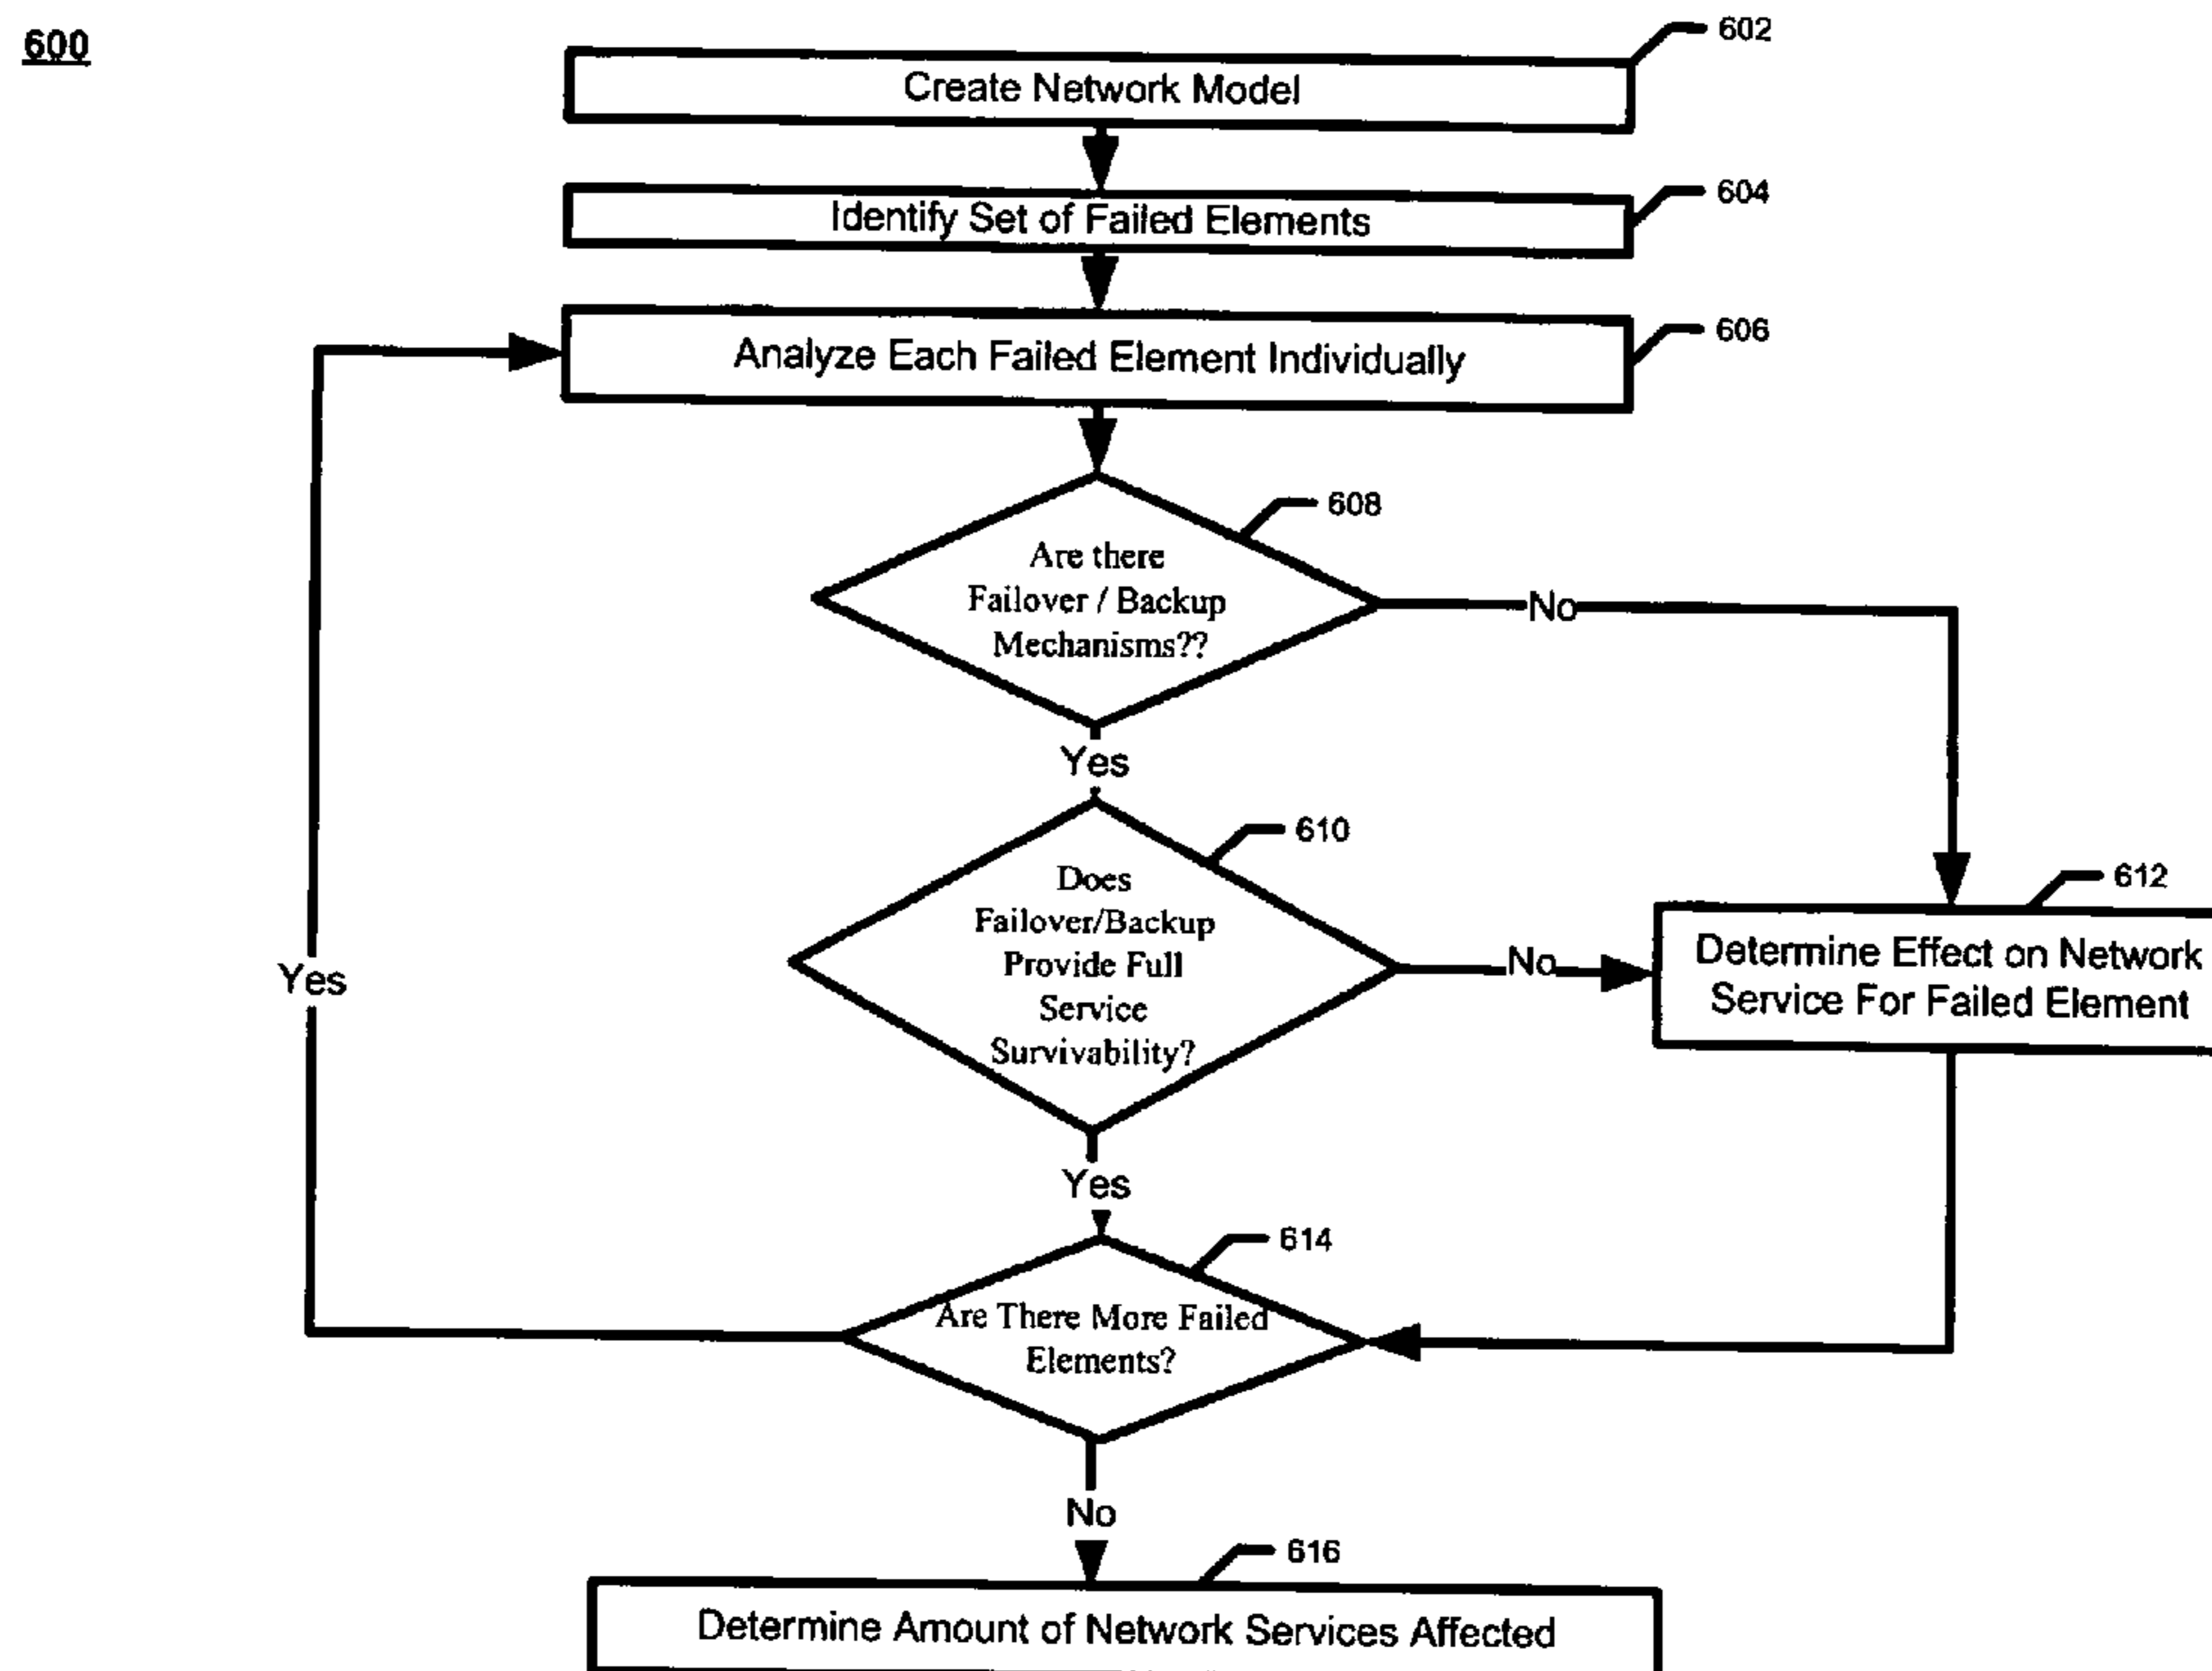 600
602
Create Network Model
604
Identify Set of Failed Elements
606
Analyze Each Failed Element Individually
608
Are there
Failover / Backup
Mechanisms??
No
Yes
610
Does
Failover/Backup
Provide Full
Service
Survivability?
No
612
Determine Effect on Network
Service For Failed Element
Yes
Yes
614
Are There More Failed
Elements?
No
616
Determine Amount of Network Services Affected